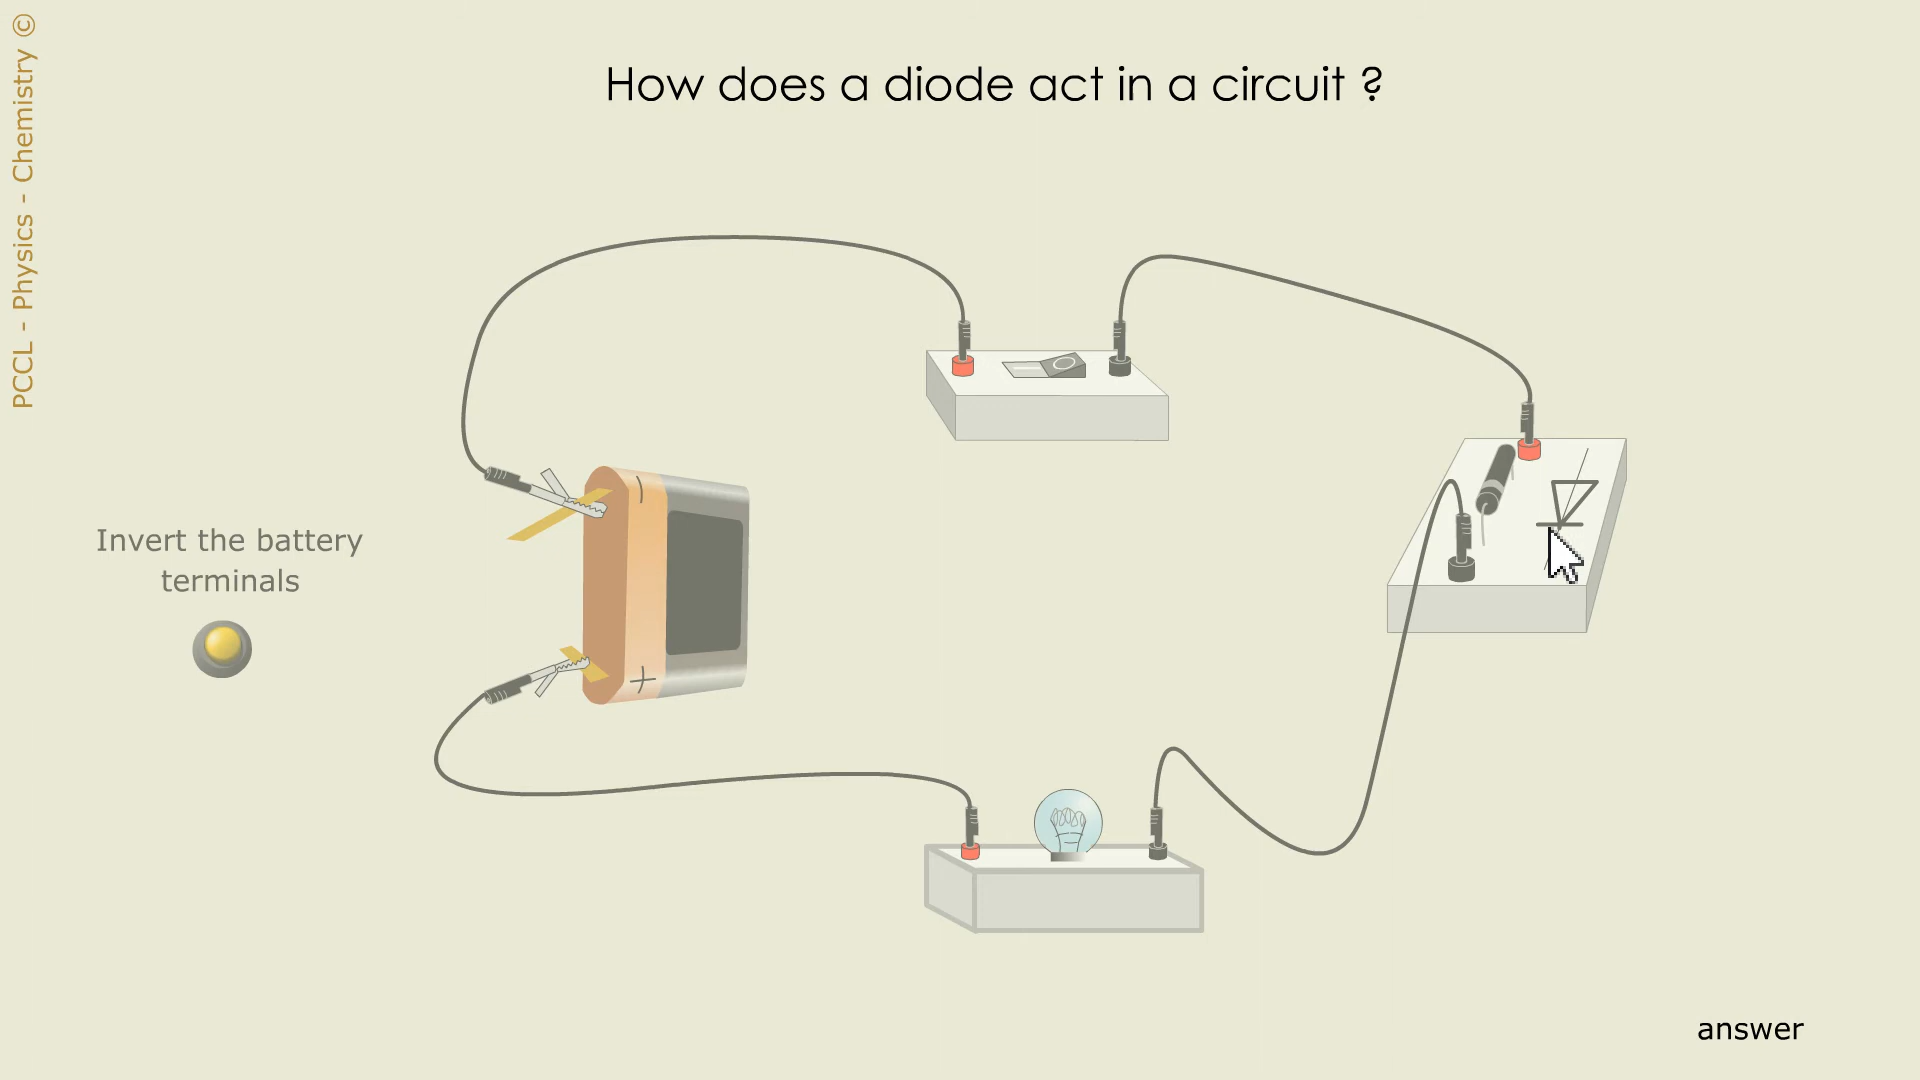 How does a diode act in a circuit ?
PCCL - Physics - Chemistry ©
Invert the battery
terminals
answer